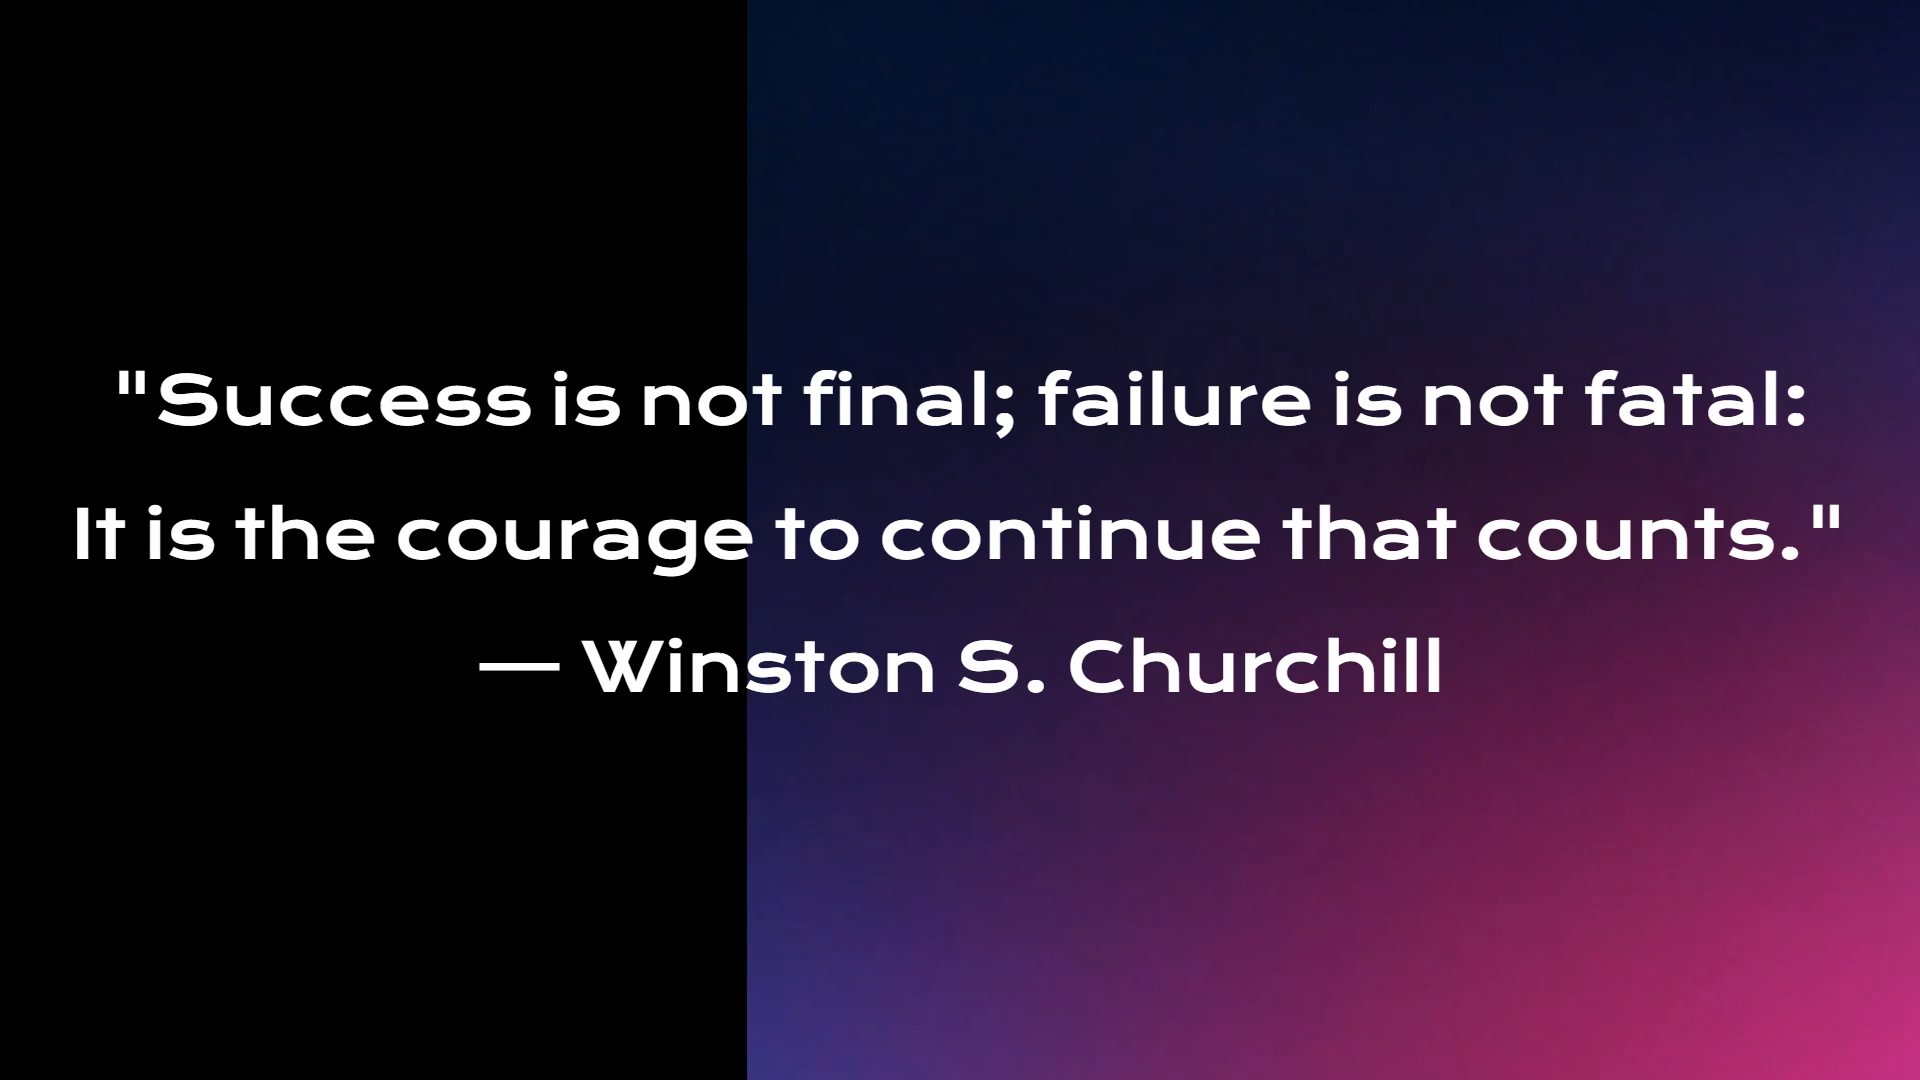 "Success is not final; failure is not fatal:
It is the courage to continue that counts."
— Winston S. Churchill